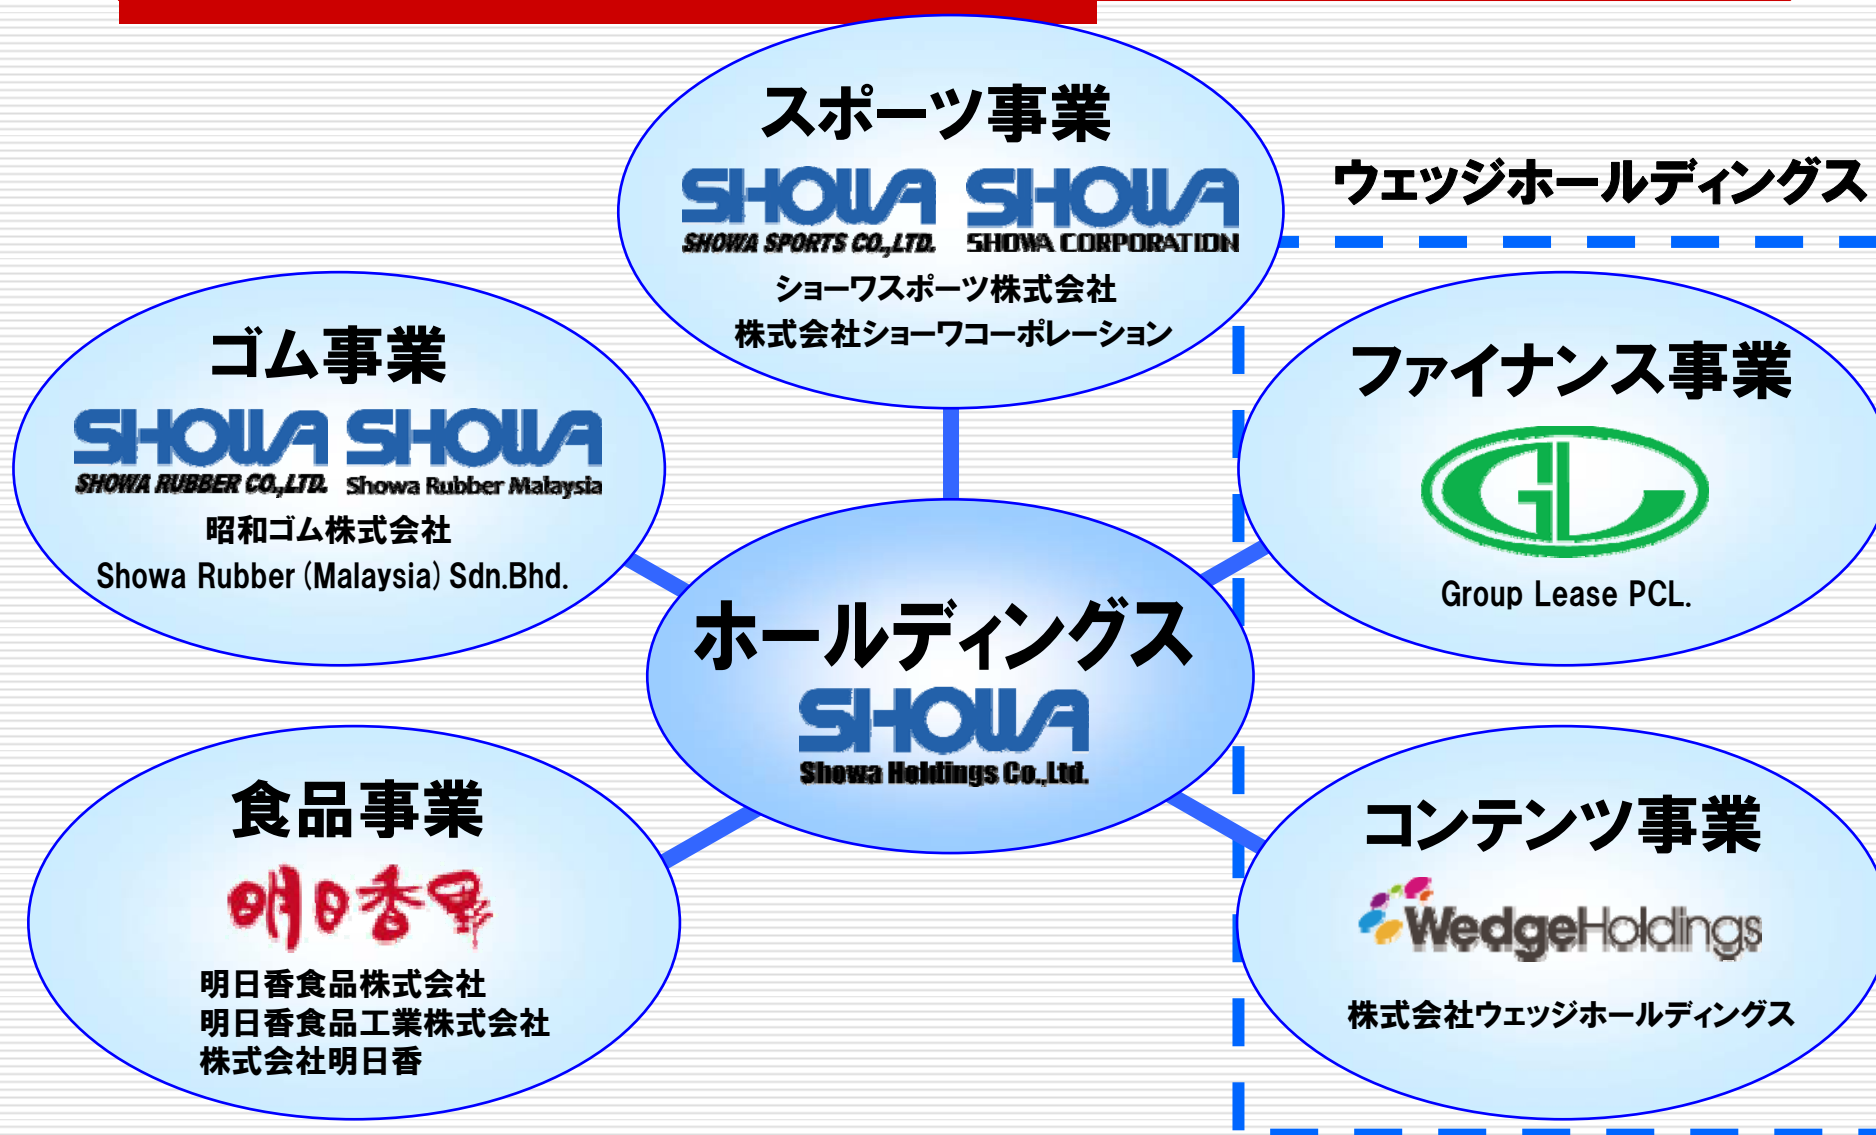 スポーツ事業
SHOWA SHOWA
SHOWA SPORTS CO.,LTD. SHOWA CORPORATION
ショーワスポーツ株式会社
株式会社ショーワコーポレーション
ウェッジホールディングス
ゴム事業
SHOWA SHOWA
SHOWA RUBBER CO.,LTD. Showa Rubber Malaysia
昭和ゴム株式会社
Showa Rubber (Malaysia) Sdn.Bhd.
ファイナンス事業
GL
Group Lease PCL.
ホールディングス
SHOWA
Showa Holdings Co.,Ltd.
食品事業
明日香
明日香食品株式会社
明日香食品工業株式会社
株式会社明日香
コンテンツ事業
WedgeHoldings
株式会社ウェッジホールディングス